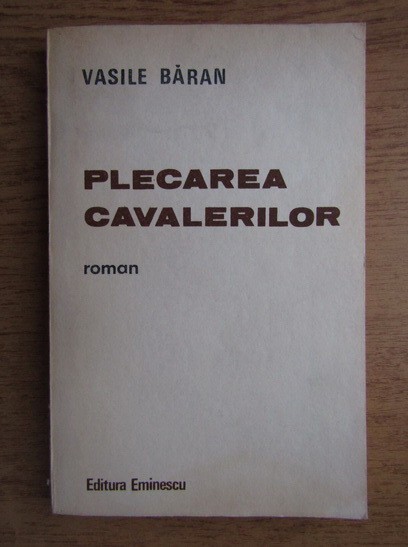 VASILE BĂRAN
PLECAREA
CAVALERILOR
roman
Editura Eminescu